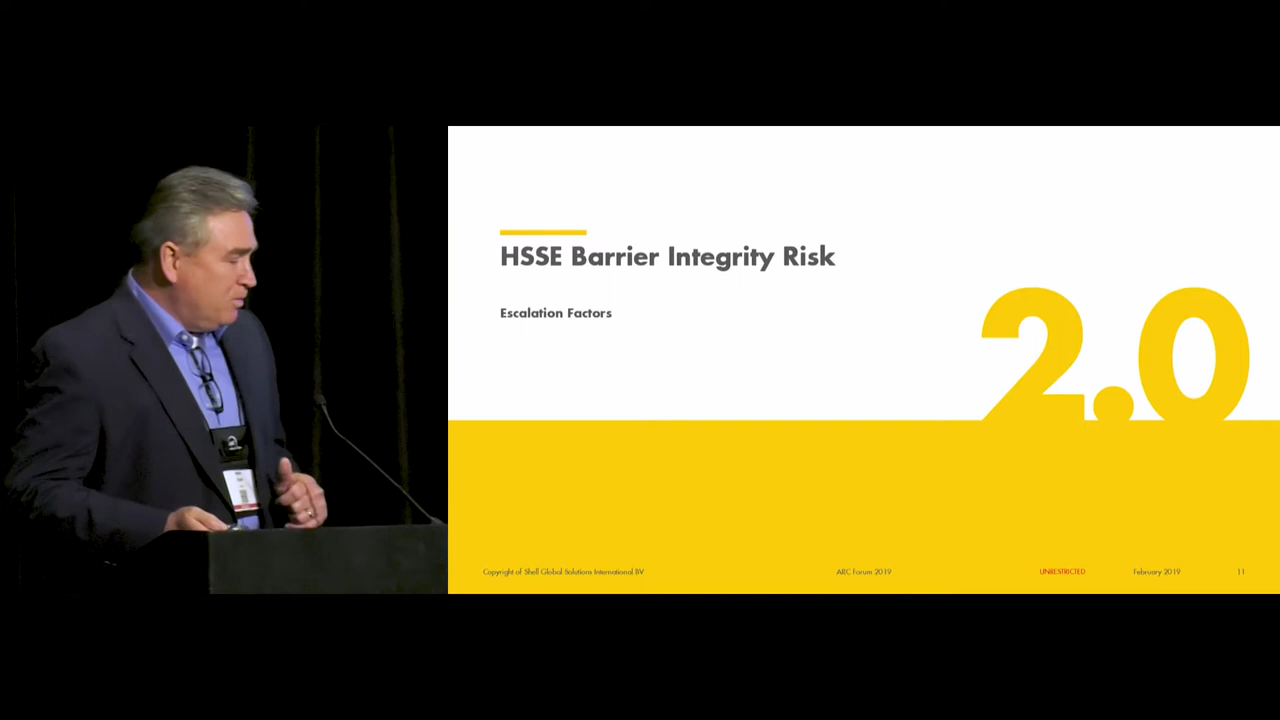 HSSE Barrier Integrity Risk
Escalation Factors
2.0
Copyright of Shell Global Solutions International BV
ARC Forum 2019
UNRESTRICTED
February 2019
11